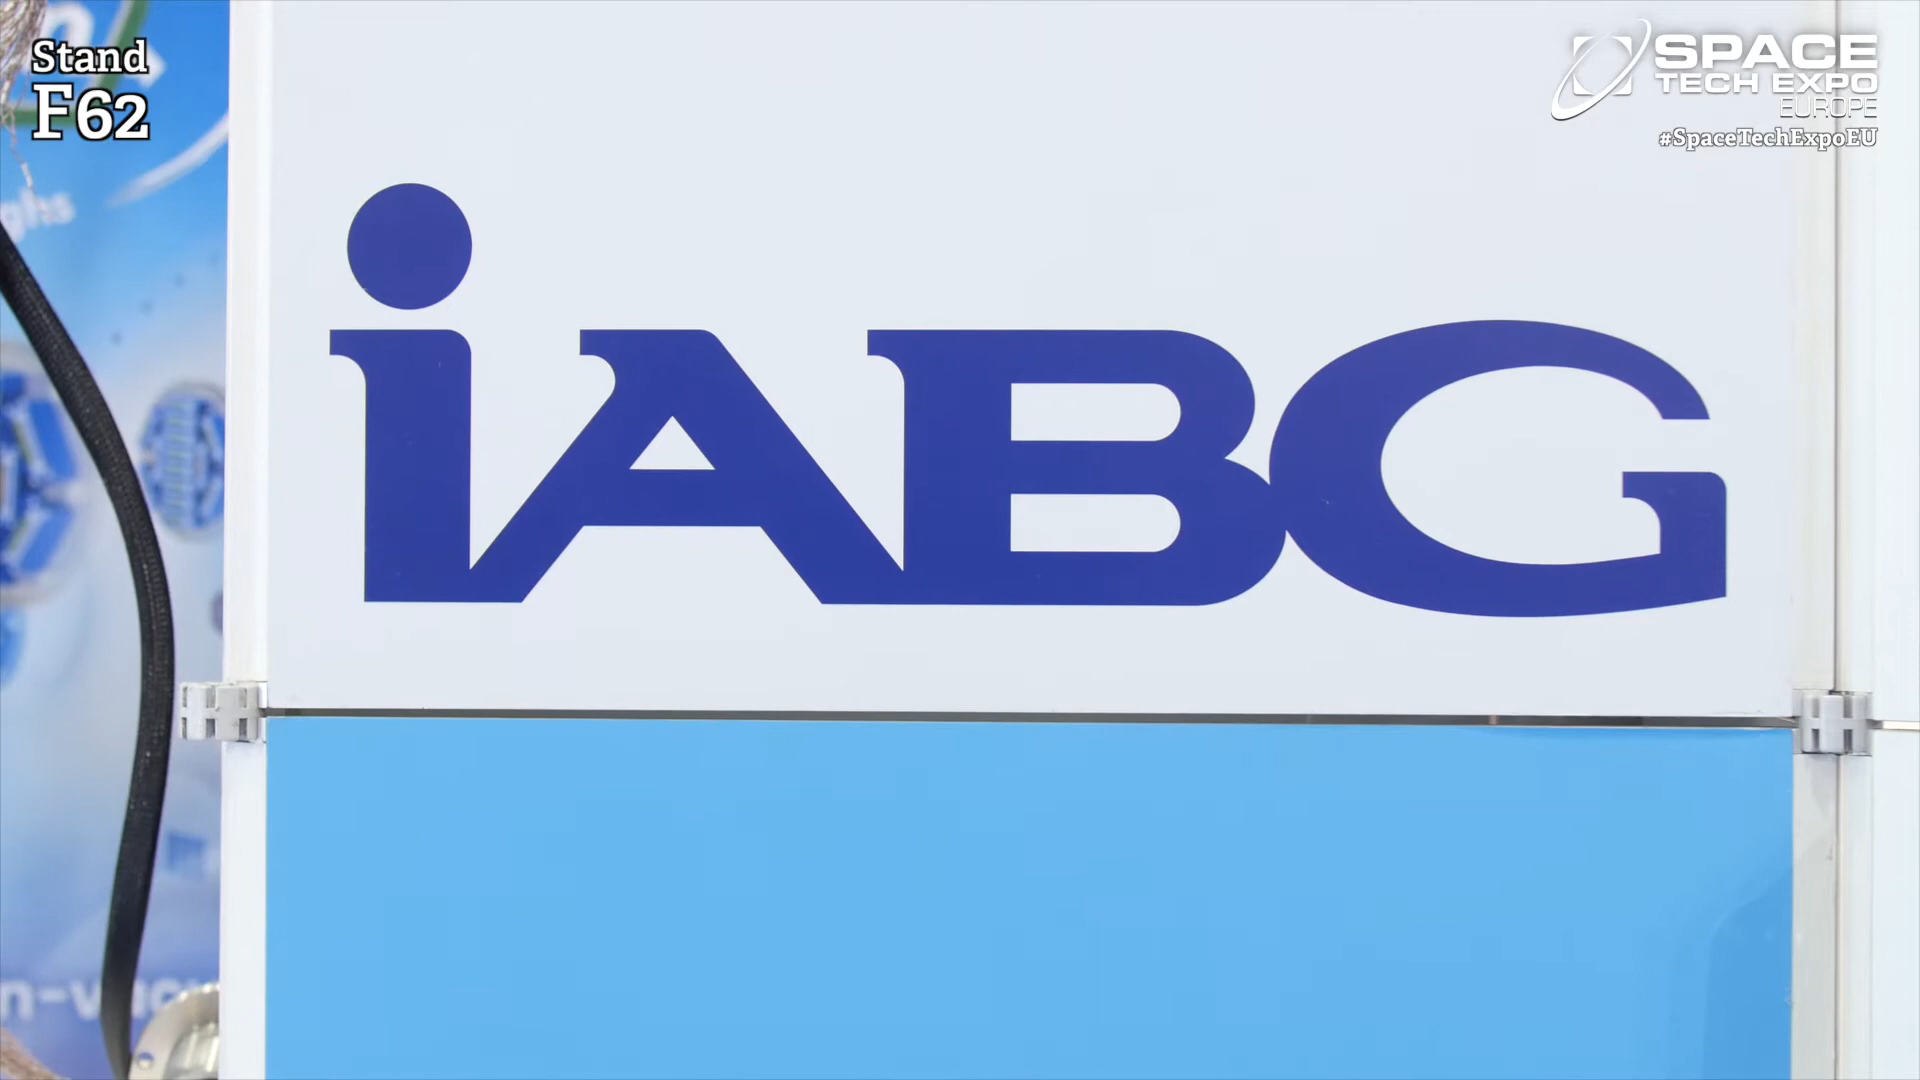 Stand
F62
SPACE
TECH EXPO
EUROPE
#SpaceTechExpoEU
iABG